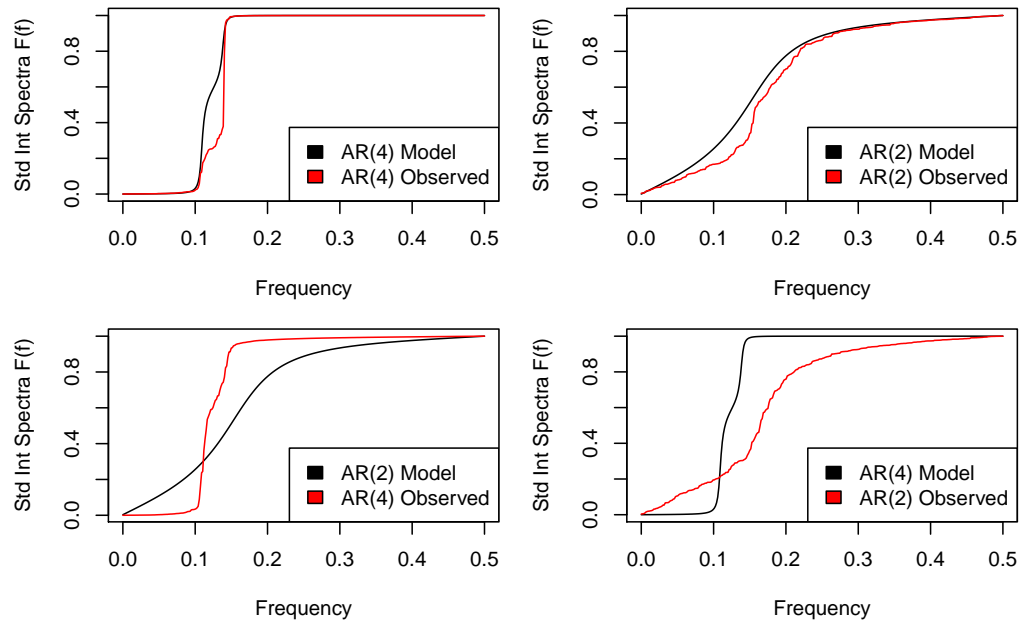 Std Int Spectra F(f)
0.0 0.4 0.8
AR(4) Model
AR(4) Observed
0.0 0.1 0.2 0.3 0.4 0.5
Frequency
Std Int Spectra F(f)
0.0 0.4 0.8
AR(2) Model
AR(2) Observed
0.0 0.1 0.2 0.3 0.4 0.5
Frequency
Std Int Spectra F(f)
0.0 0.4 0.8
AR(2) Model
AR(4) Observed
0.0 0.1 0.2 0.3 0.4 0.5
Frequency
Std Int Spectra F(f)
0.0 0.4 0.8
AR(4) Model
AR(2) Observed
0.0 0.1 0.2 0.3 0.4 0.5
Frequency